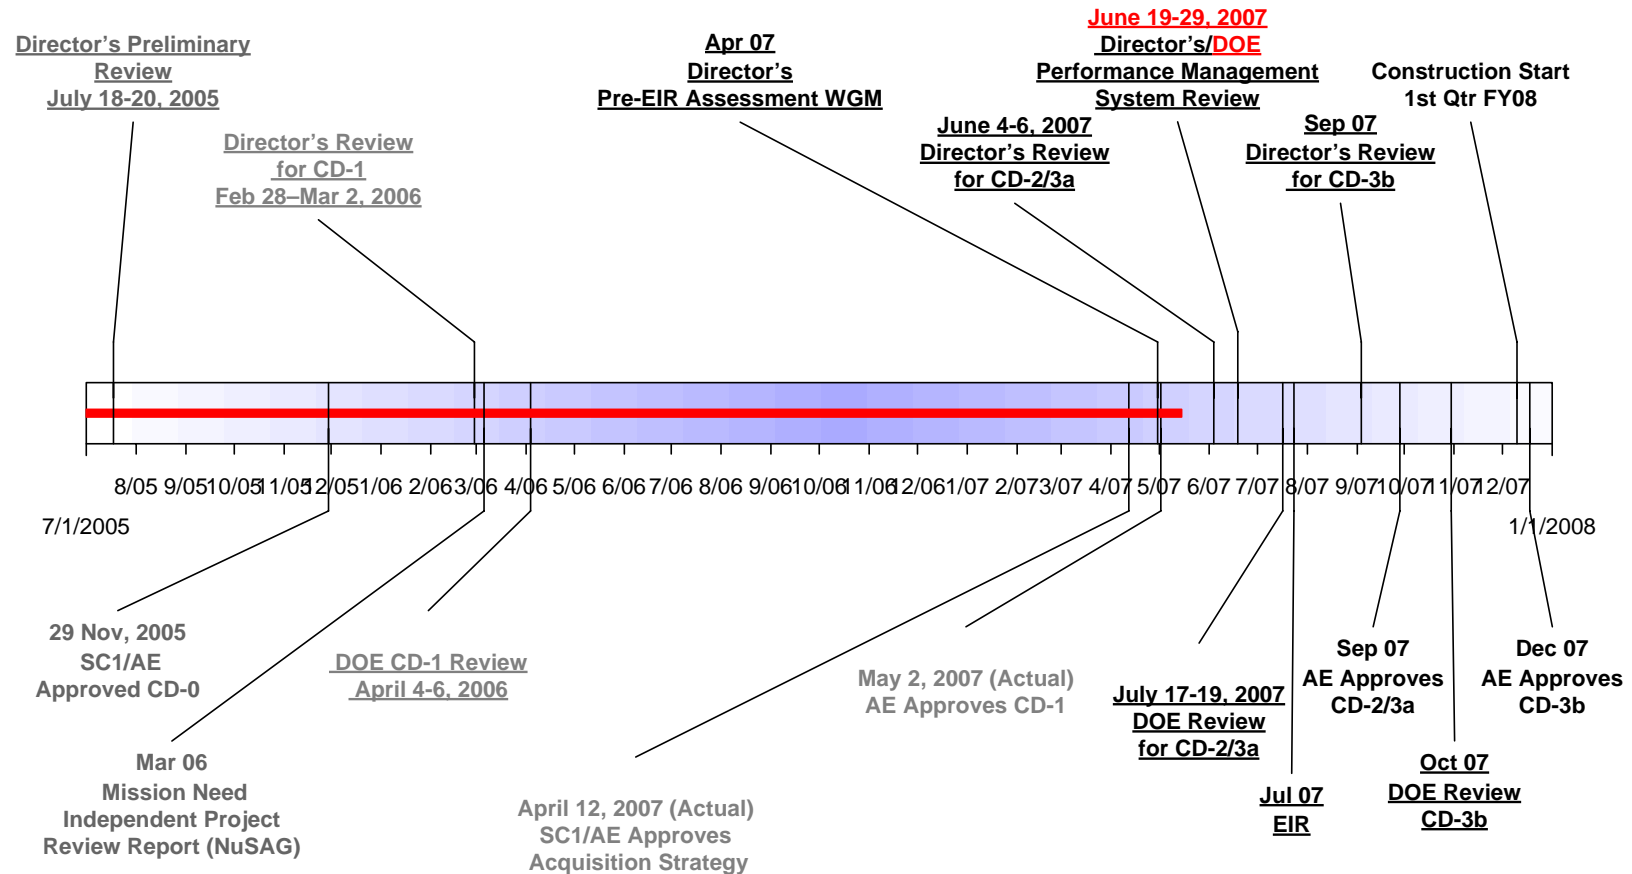 Director's Preliminary
Review
July 18-20, 2005
Director's Review
for CD-1
Feb 28–Mar 2, 2006
Apr 07
Director's
Pre-EIR Assessment WGM
June 4-6, 2007
Director's Review
for CD-2/3a
June 19-29, 2007
Director's/DOE
Performance Management
System Review
Sep 07
Director's Review
for CD-3b
Construction Start
1st Qtr FY08
8/05 9/05 10/05 11/05 12/05 1/06 2/06 3/06 4/06 5/06 6/06 7/06 8/06 9/06 10/06 11/06 12/06 1/07 2/07 3/07 4/07 5/07 6/07 7/07 8/07 9/07 10/07 11/07 12/07
7/1/2005
1/1/2008
29 Nov, 2005
SC1/AE
Approved CD-0
Mar 06
Mission Need
Independent Project
Review Report (NuSAG)
DOE CD-1 Review
April 4-6, 2006
April 12, 2007 (Actual)
SC1/AE Approves
Acquisition Strategy
May 2, 2007 (Actual)
AE Approves CD-1
July 17-19, 2007
DOE Review
for CD-2/3a
Jul 07
EIR
Sep 07
AE Approves
CD-2/3a
Oct 07
DOE Review
CD-3b
Dec 07
AE Approves
CD-3b